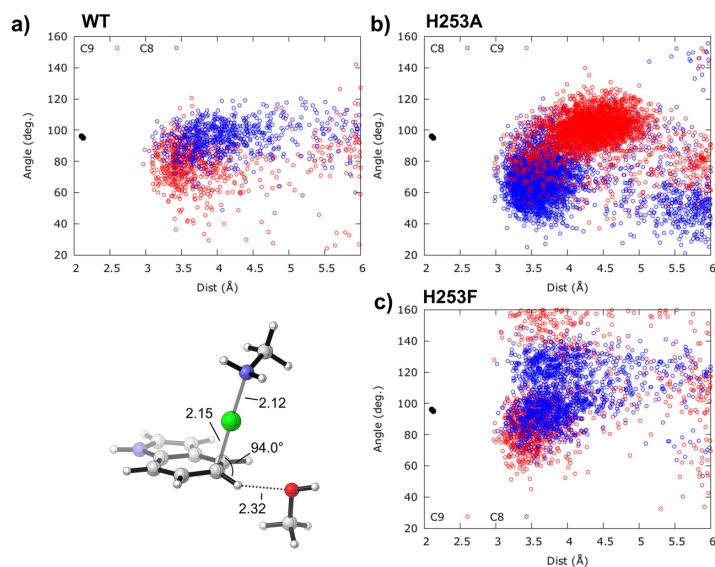 a) WT
C9 C8
160
140
120
100
80
60
40
20
Angle (deg.)
2 2.5 3 3.5 4 4.5 5 5.5 6
Dist (Å)
b) H253A
C8 C9
160
140
120
100
80
60
40
20
Angle (deg.)
2 2.5 3 3.5 4 4.5 5 5.5 6
Dist (Å)
2.12
2.15
94.0°
2.32
c) H253F
160
140
120
100
80
60
40
20
Angle (deg.)
C9 C8
2 2.5 3 3.5 4 4.5 5 5.5 6
Dist (Å)